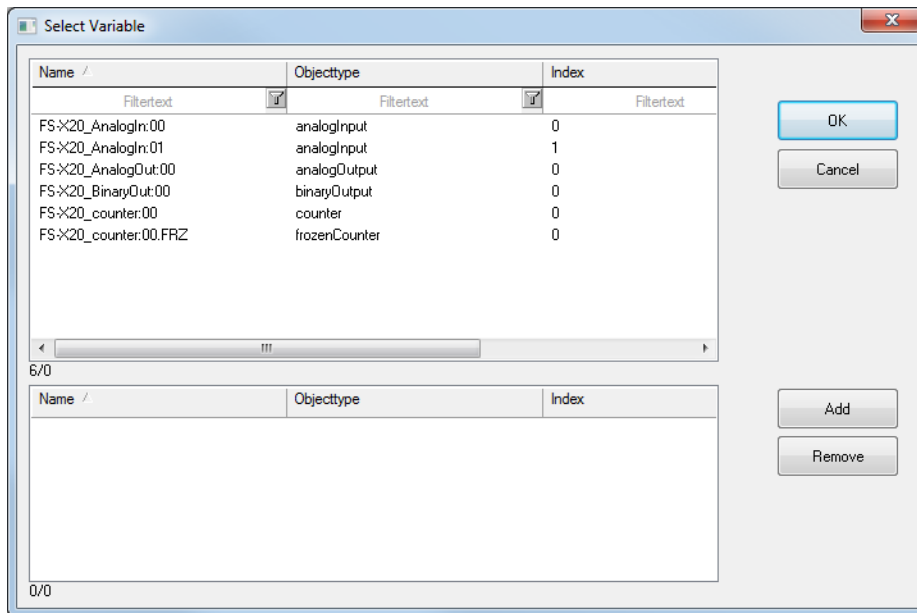 Select Variable
Name Objecttype Index
Filtertext Filtertext Filtertext
FS-X20_AnalogIn:00 analogInput 0
FS-X20_AnalogIn:01 analogInput 1
FS-X20_AnalogOut:00 analogOutput 0
FS-X20_BinaryOut:00 binaryOutput 0
FS-X20_counter:00 counter 0
FS-X20_counter:00.FRZ frozenCounter 0
6/0
OK
Cancel
Name Objecttype Index
0/0
Add
Remove